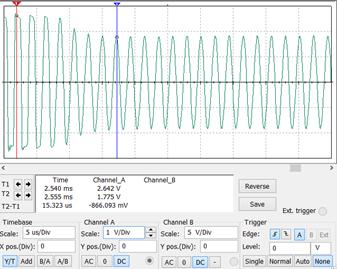 Time Channel_A Channel_B
T1 2.540 ms 2.642 V
T2 2.555 ms 1.775 V
T2-T1 15.323 us -866.093 mV
Reverse
Save
Ext. trigger
Timebase
Scale: 5 us/Div
X pos.(Div): 0
Y/T Add B/A A/B
Channel A
Scale: 1 V/Div
Y pos.(Div): 0
AC 0 DC
Channel B
Scale: 5 V/Div
Y pos.(Div): 0
AC 0 DC -
Trigger
Edge: A B Ext
Level: 0 V
Single Normal Auto None